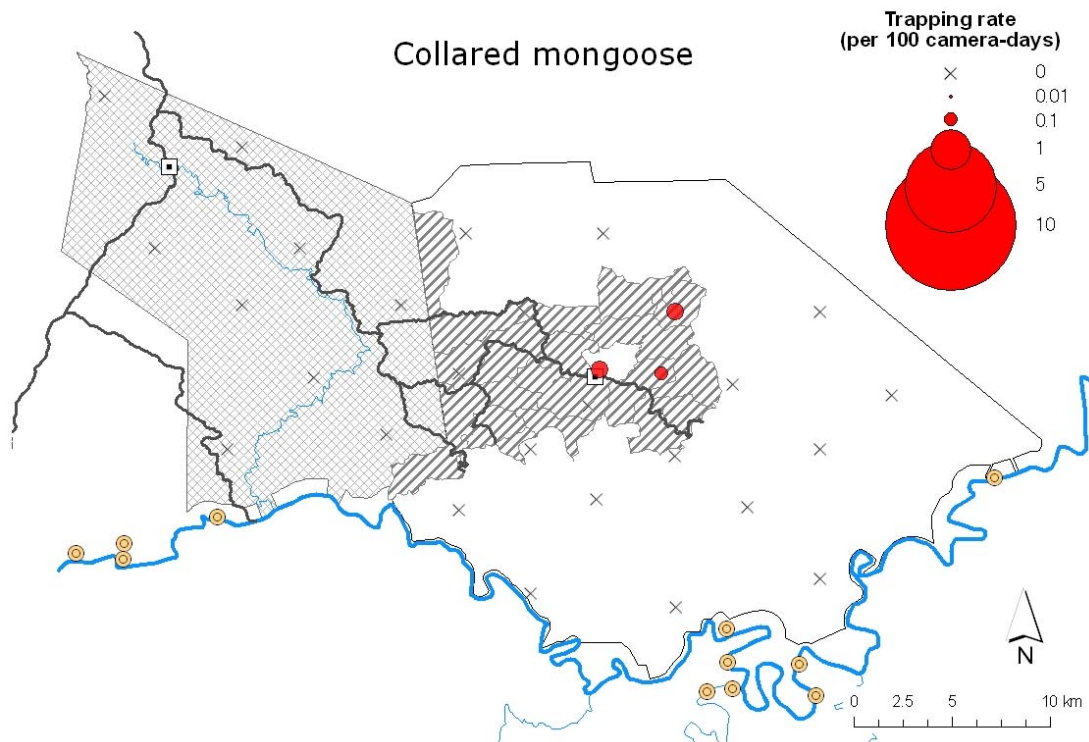 Collared mongoose
Trapping rate
(per 100 camera-days)
0
0.01
0.1
1
5
10
N
0 2.5 5 10 km